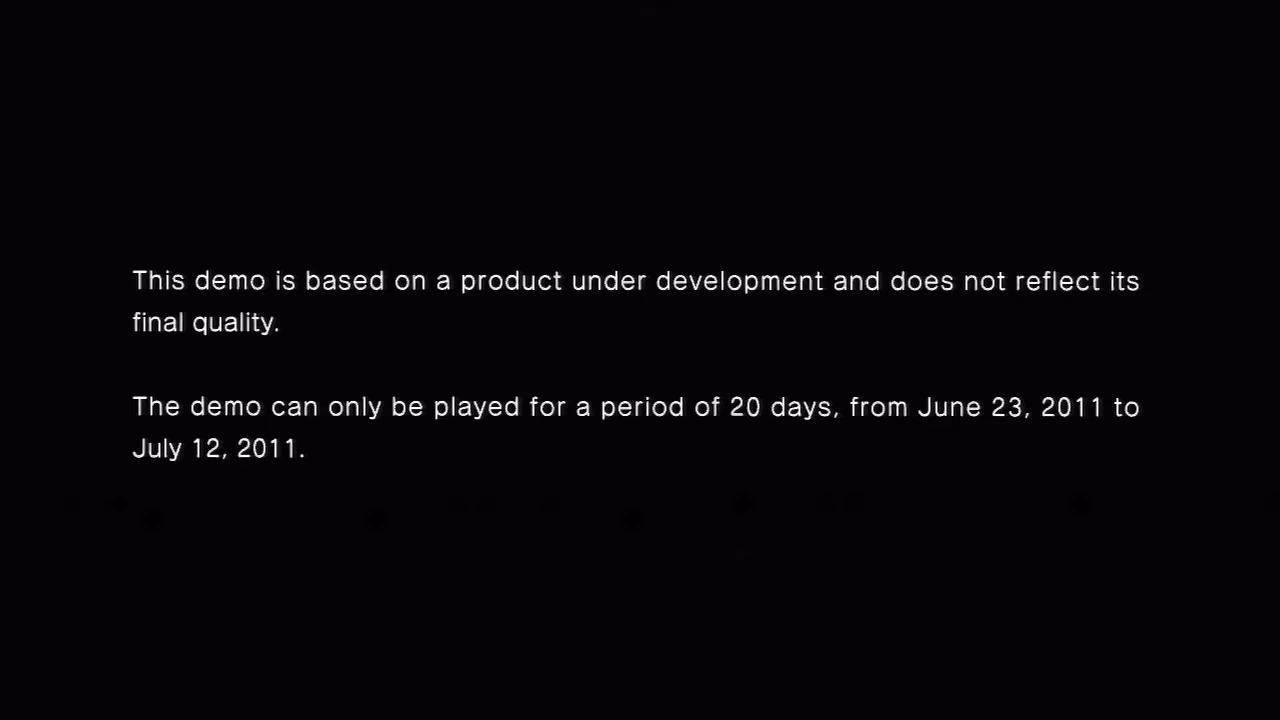 This demo is based on a product under development and does not reflect its
final quality.
The demo can only be played for a period of 20 days, from June 23, 2011 to
July 12, 2011.